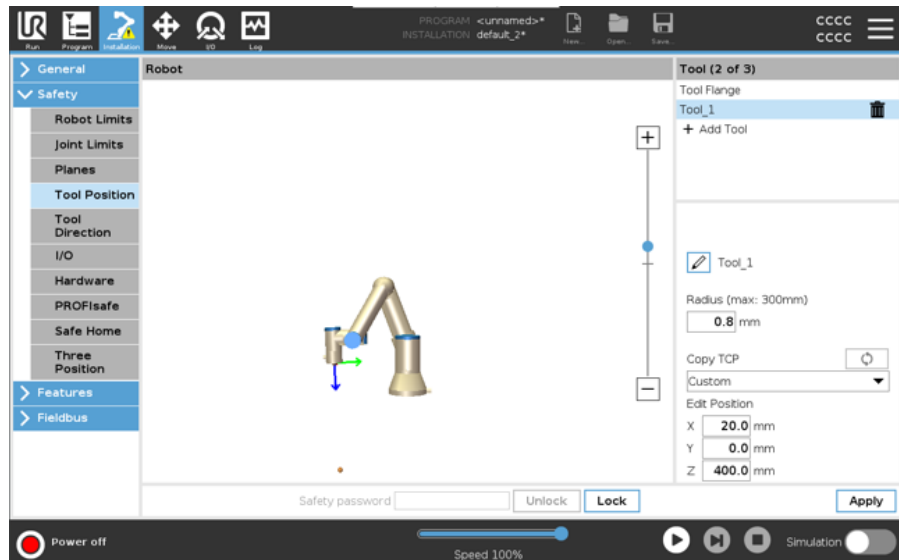 PROGRAM <unnamed>*
INSTALLATION default_2*
CCCC
CCCC
UR
Run
Program
Installation
Move
I/O
Log
New...
Open...
Save...
General
Safety
Robot Limits
Joint Limits
Planes
Tool Position
Tool
Direction
I/O
Hardware
PROFIsafe
Safe Home
Three
Position
Features
Fieldbus
Robot
+
−
Safety password
Unlock
Lock
Tool (2 of 3)
Tool Flange
Tool_1
+ Add Tool
Tool_1
Radius (max: 300mm)
0.8 mm
Copy TCP
Custom
Edit Position
X 20.0 mm
Y 0.0 mm
Z 400.0 mm
Apply
Power off
Speed 100%
Simulation